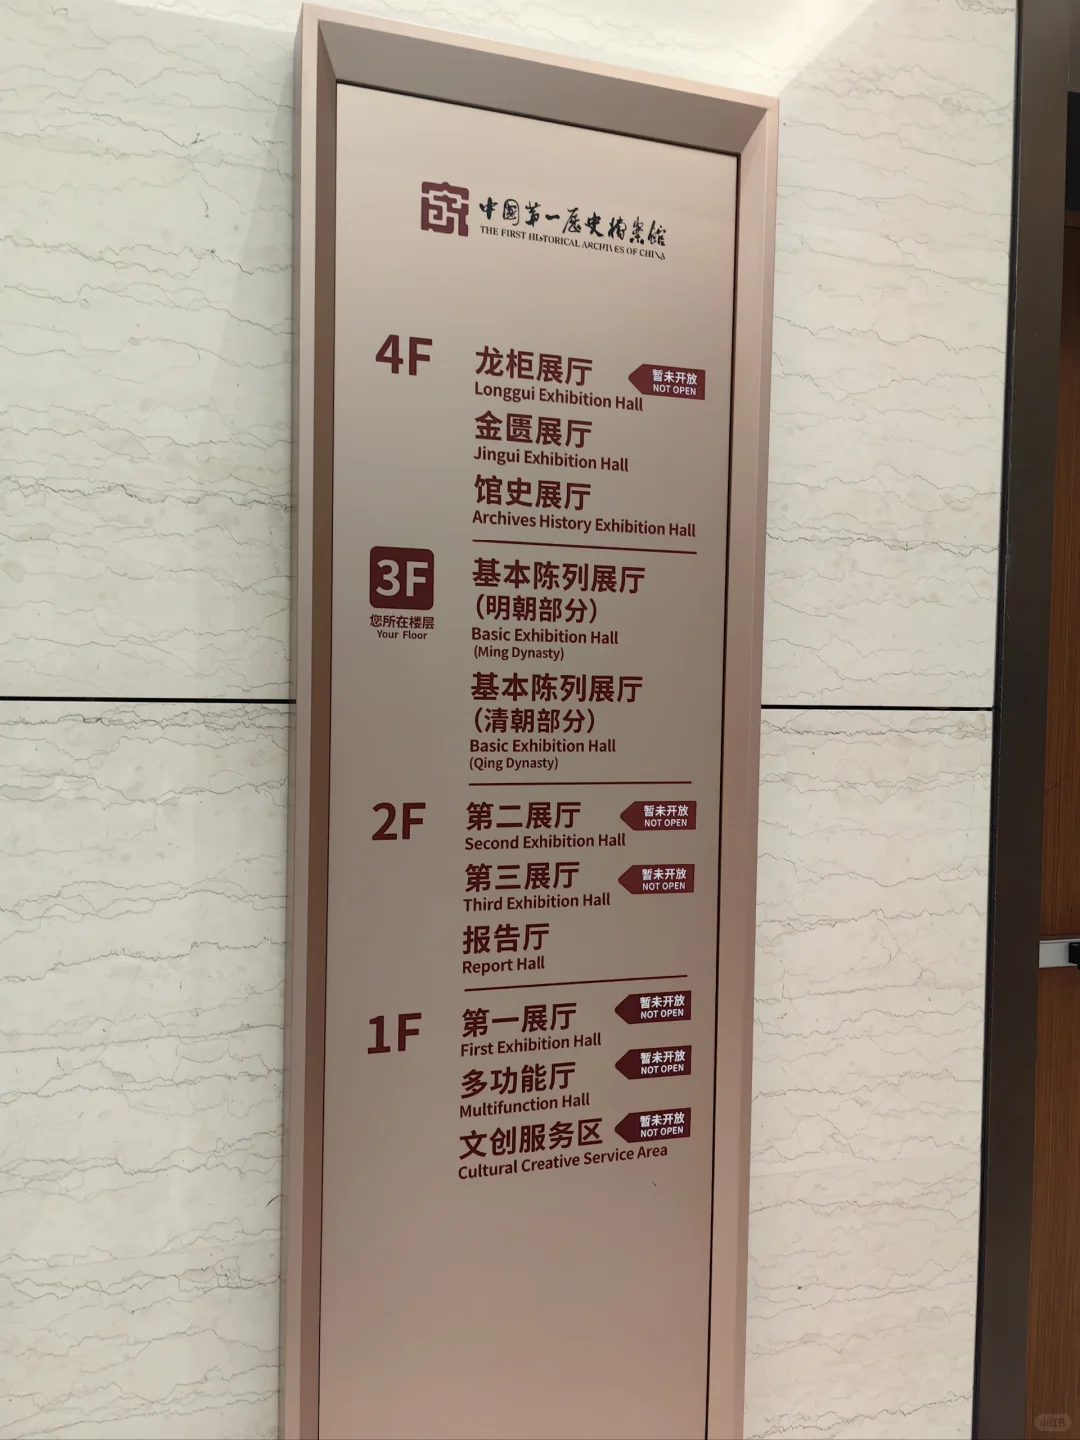 中国第一历史档案馆
THE FIRST HISTORICAL ARCHIVES OF CHINA
4F
龙柜展厅
Longgui Exhibition Hall
暂未开放
NOT OPEN
金匮展厅
Jingui Exhibition Hall
馆史展厅
Archives History Exhibition Hall
3F
您所在楼层
Your Floor
基本陈列展厅
(明朝部分)
Basic Exhibition Hall
(Ming Dynasty)
基本陈列展厅
(清朝部分)
Basic Exhibition Hall
(Qing Dynasty)
2F
第二展厅
Second Exhibition Hall
暂未开放
NOT OPEN
第三展厅
Third Exhibition Hall
暂未开放
NOT OPEN
报告厅
Report Hall
1F
第一展厅
First Exhibition Hall
暂未开放
NOT OPEN
多功能厅
Multifunction Hall
暂未开放
NOT OPEN
文创服务区
Cultural Creative Service Area
暂未开放
NOT OPEN
小红书